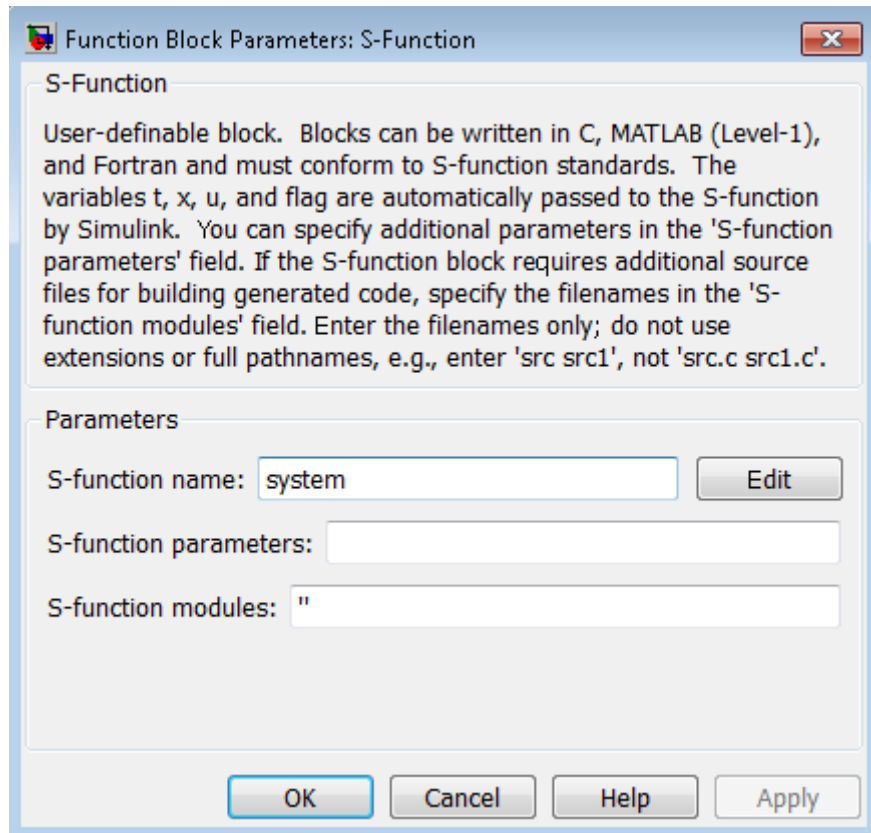 Function Block Parameters: S-Function
S-Function
User-definable block.  Blocks can be written in C, MATLAB (Level-1),
and Fortran and must conform to S-function standards.  The
variables t, x, u, and flag are automatically passed to the S-function
by Simulink.  You can specify additional parameters in the 'S-function
parameters' field. If the S-function block requires additional source
files for building generated code, specify the filenames in the 'S-
function modules' field. Enter the filenames only; do not use
extensions or full pathnames, e.g., enter 'src src1', not 'src.c src1.c'.
Parameters
S-function name: system Edit
S-function parameters:
S-function modules: ''
OK Cancel Help Apply